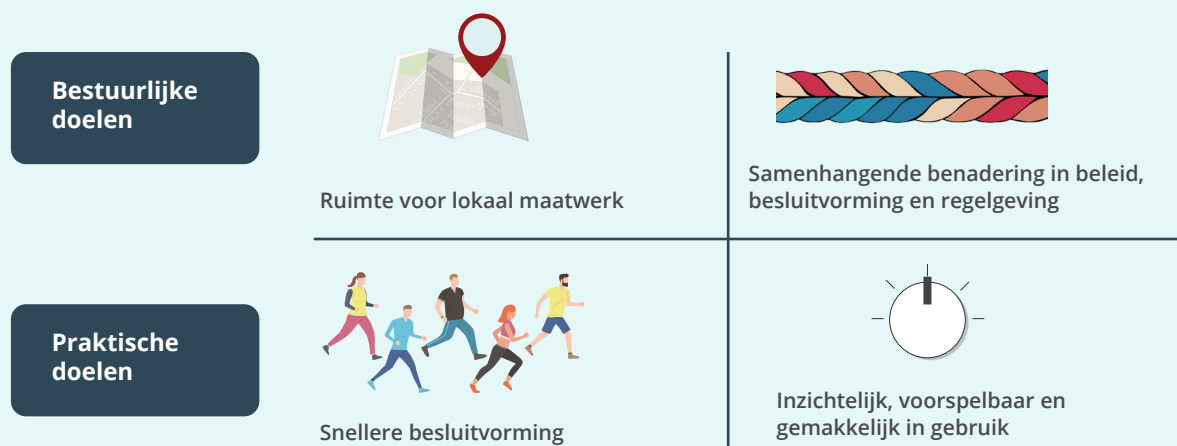 Bestuurlijke
doelen
Ruimte voor lokaal maatwerk
Samenhangende benadering in beleid,
besluitvorming en regelgeving
Praktische
doelen
Snellere besluitvorming
Inzichtelijk, voorspelbaar en
gemakkelijk in gebruik